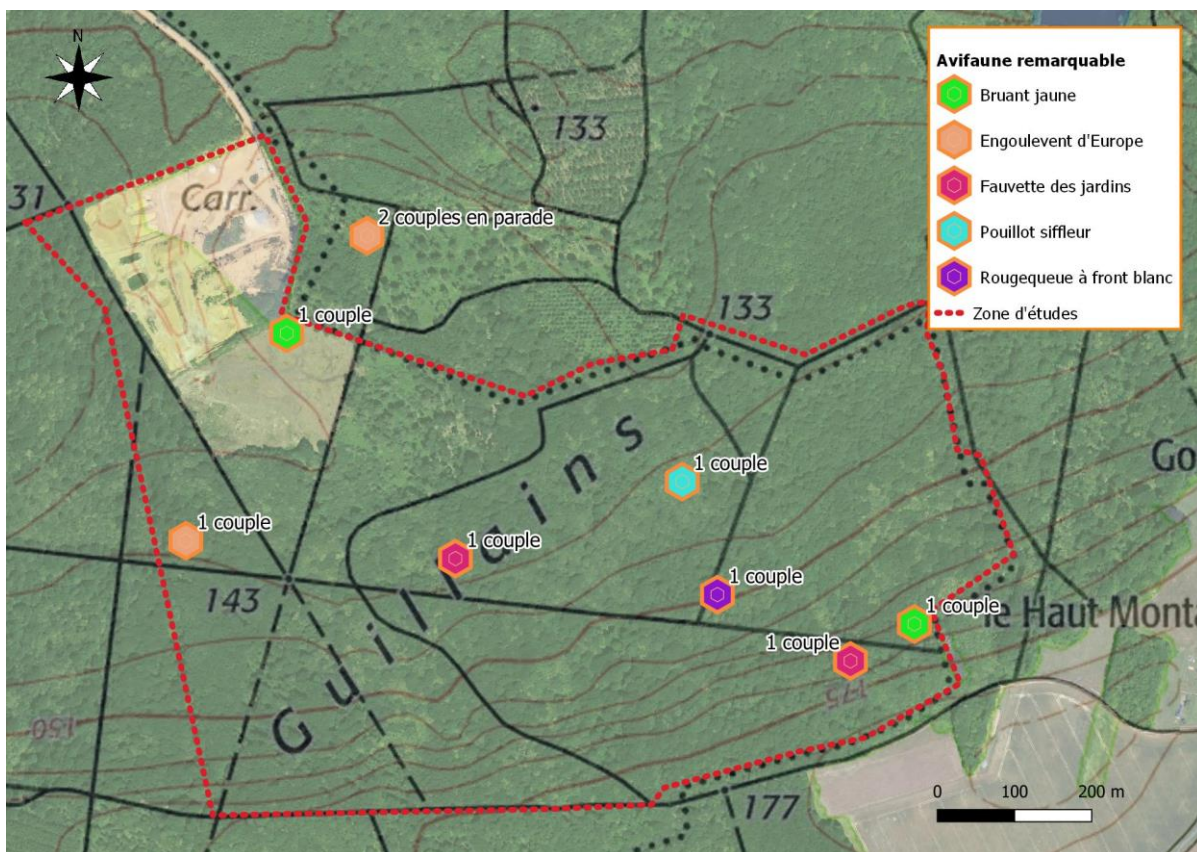 N
Avifaune remarquable
Bruant jaune
Engoulevent d'Europe
Fauvette des jardins
Pouillot siffleur
Rougequeue à front blanc
Zone d'études
133
31
Carr.
2 couples en parade
1 couple
133
1 couple
Go
1 couple
1 couple
143
1 couple
1 couple
le Haut Monta
1 couple
175
Guillains
150
177
0 100 200 m